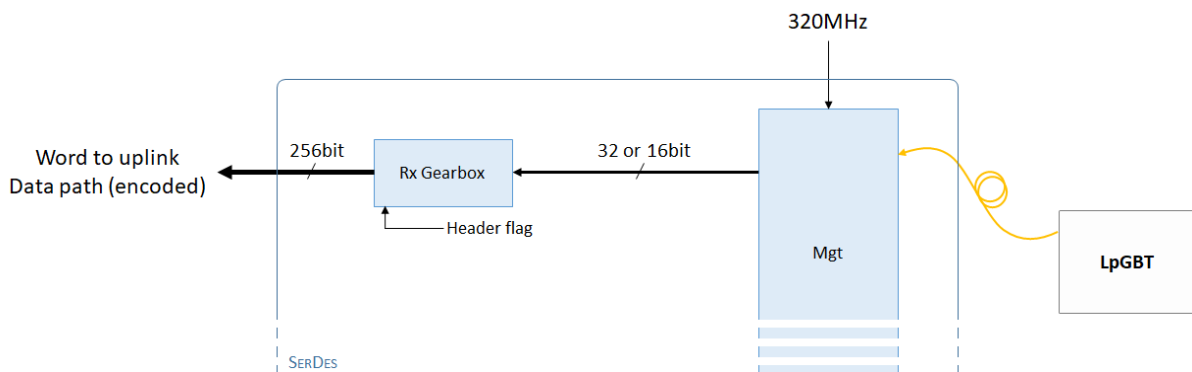 320MHz
Word to uplink
Data path (encoded)
256bit
Rx Gearbox
32 or 16bit
Header flag
Mgt
LpGBT
SERDES